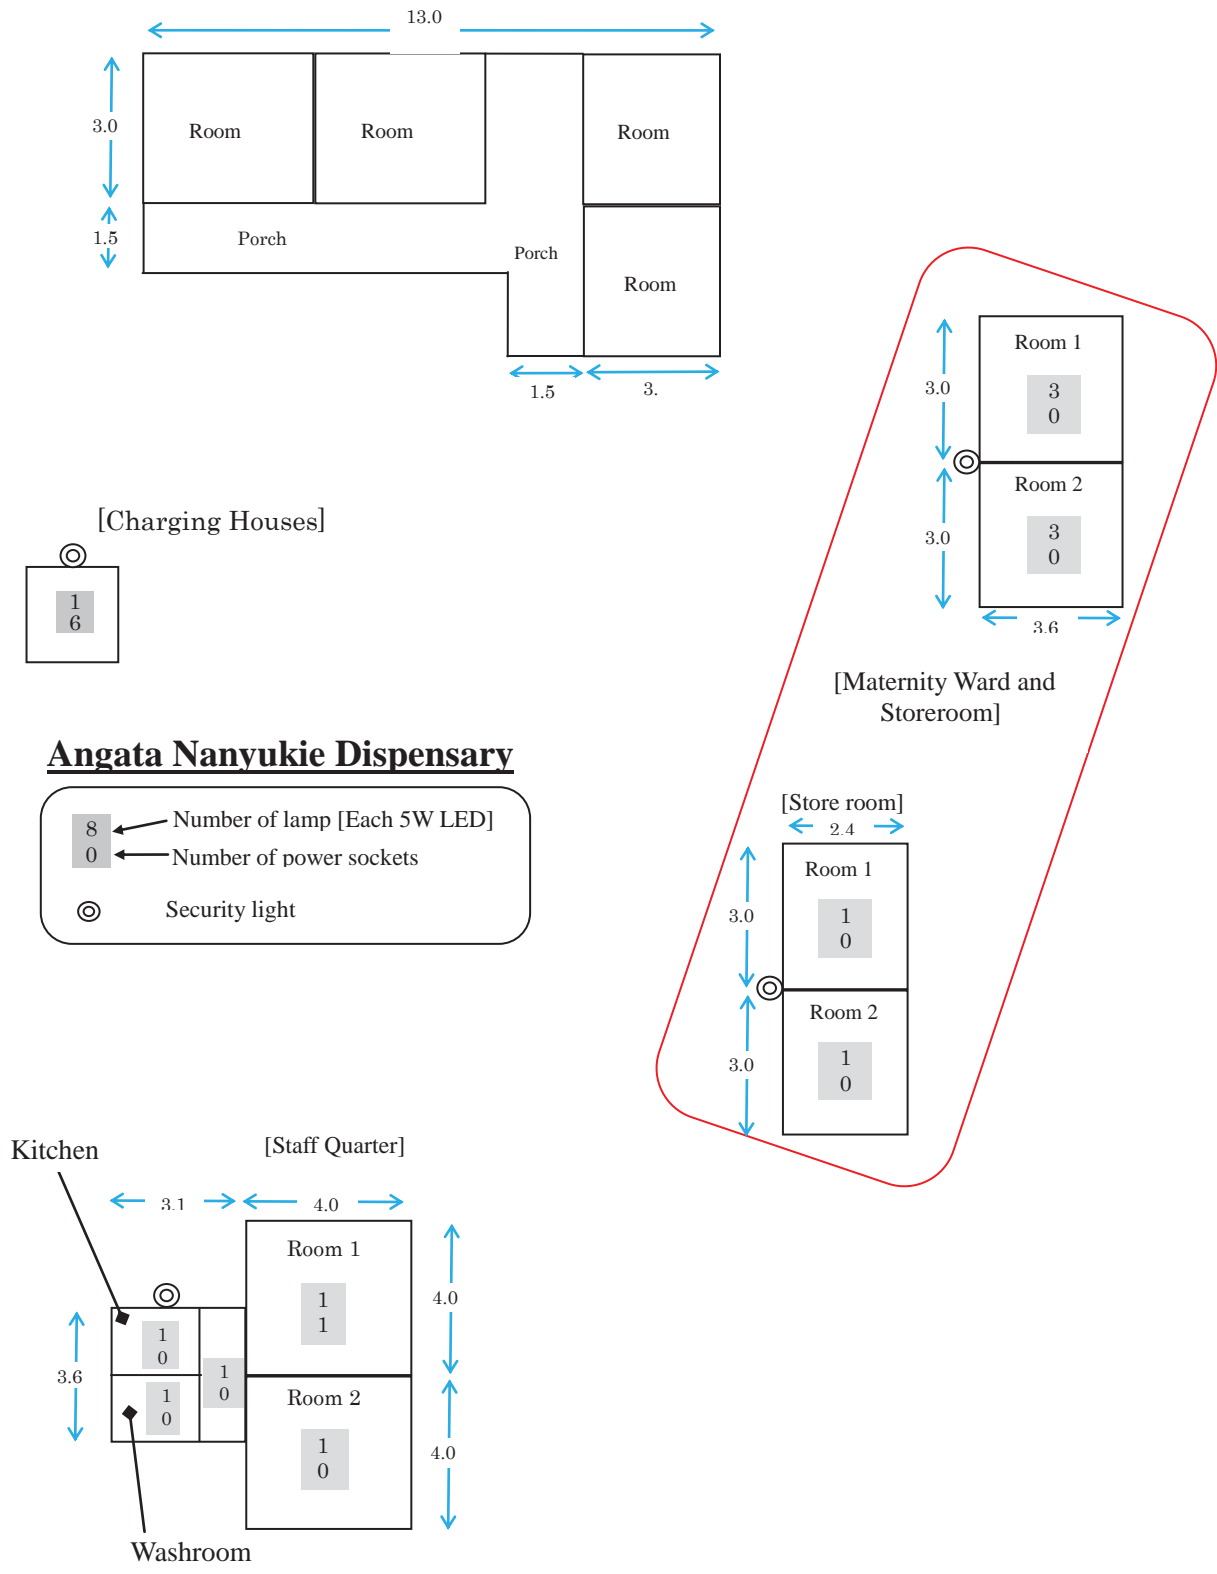 13.0
3.0
Room
Room
Room
1.5
Porch
Porch
Room
1.5
3.
Room 1
3.0
3
0
Room 2
3.0
3
0
3.6
[Maternity Ward and
Storeroom]
[Charging Houses]
1
6
Angata Nanyukie Dispensary
8
Number of lamp [Each 5W LED]
0
Number of power sockets
Security light
[Store room]
2.4
Room 1
3.0
1
0
Room 2
3.0
1
0
Kitchen
[Staff Quarter]
3.1
4.0
Room 1
1
1
4.0
3.6
1
0
1
0
1
0
Room 2
1
0
4.0
Washroom